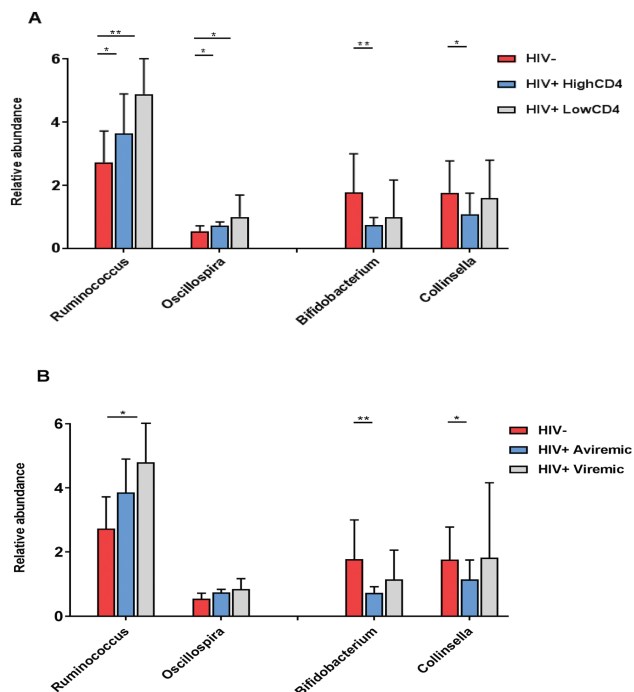 A
**
*
*
*
**
*
HIV-
HIV+ HighCD4
HIV+ LowCD4
Relative abundance
6
4
2
0
Ruminococcus
Oscillospira
Bifidobacterium
Collinsella
B
*
**
*
HIV-
HIV+ Aviremic
HIV+ Viremic
Relative abundance
6
4
2
0
Ruminococcus
Oscillospira
Bifidobacterium
Collinsella